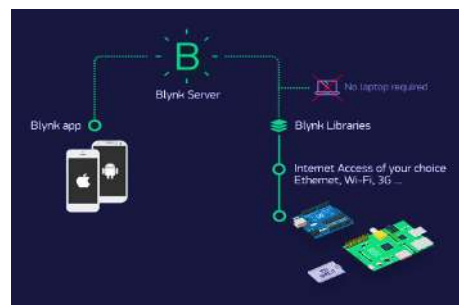 B
Blynk Server
No laptop required
Blynk app
Blynk Libraries
Internet Access of your choice
Ethernet, Wi-Fi, 3G ...